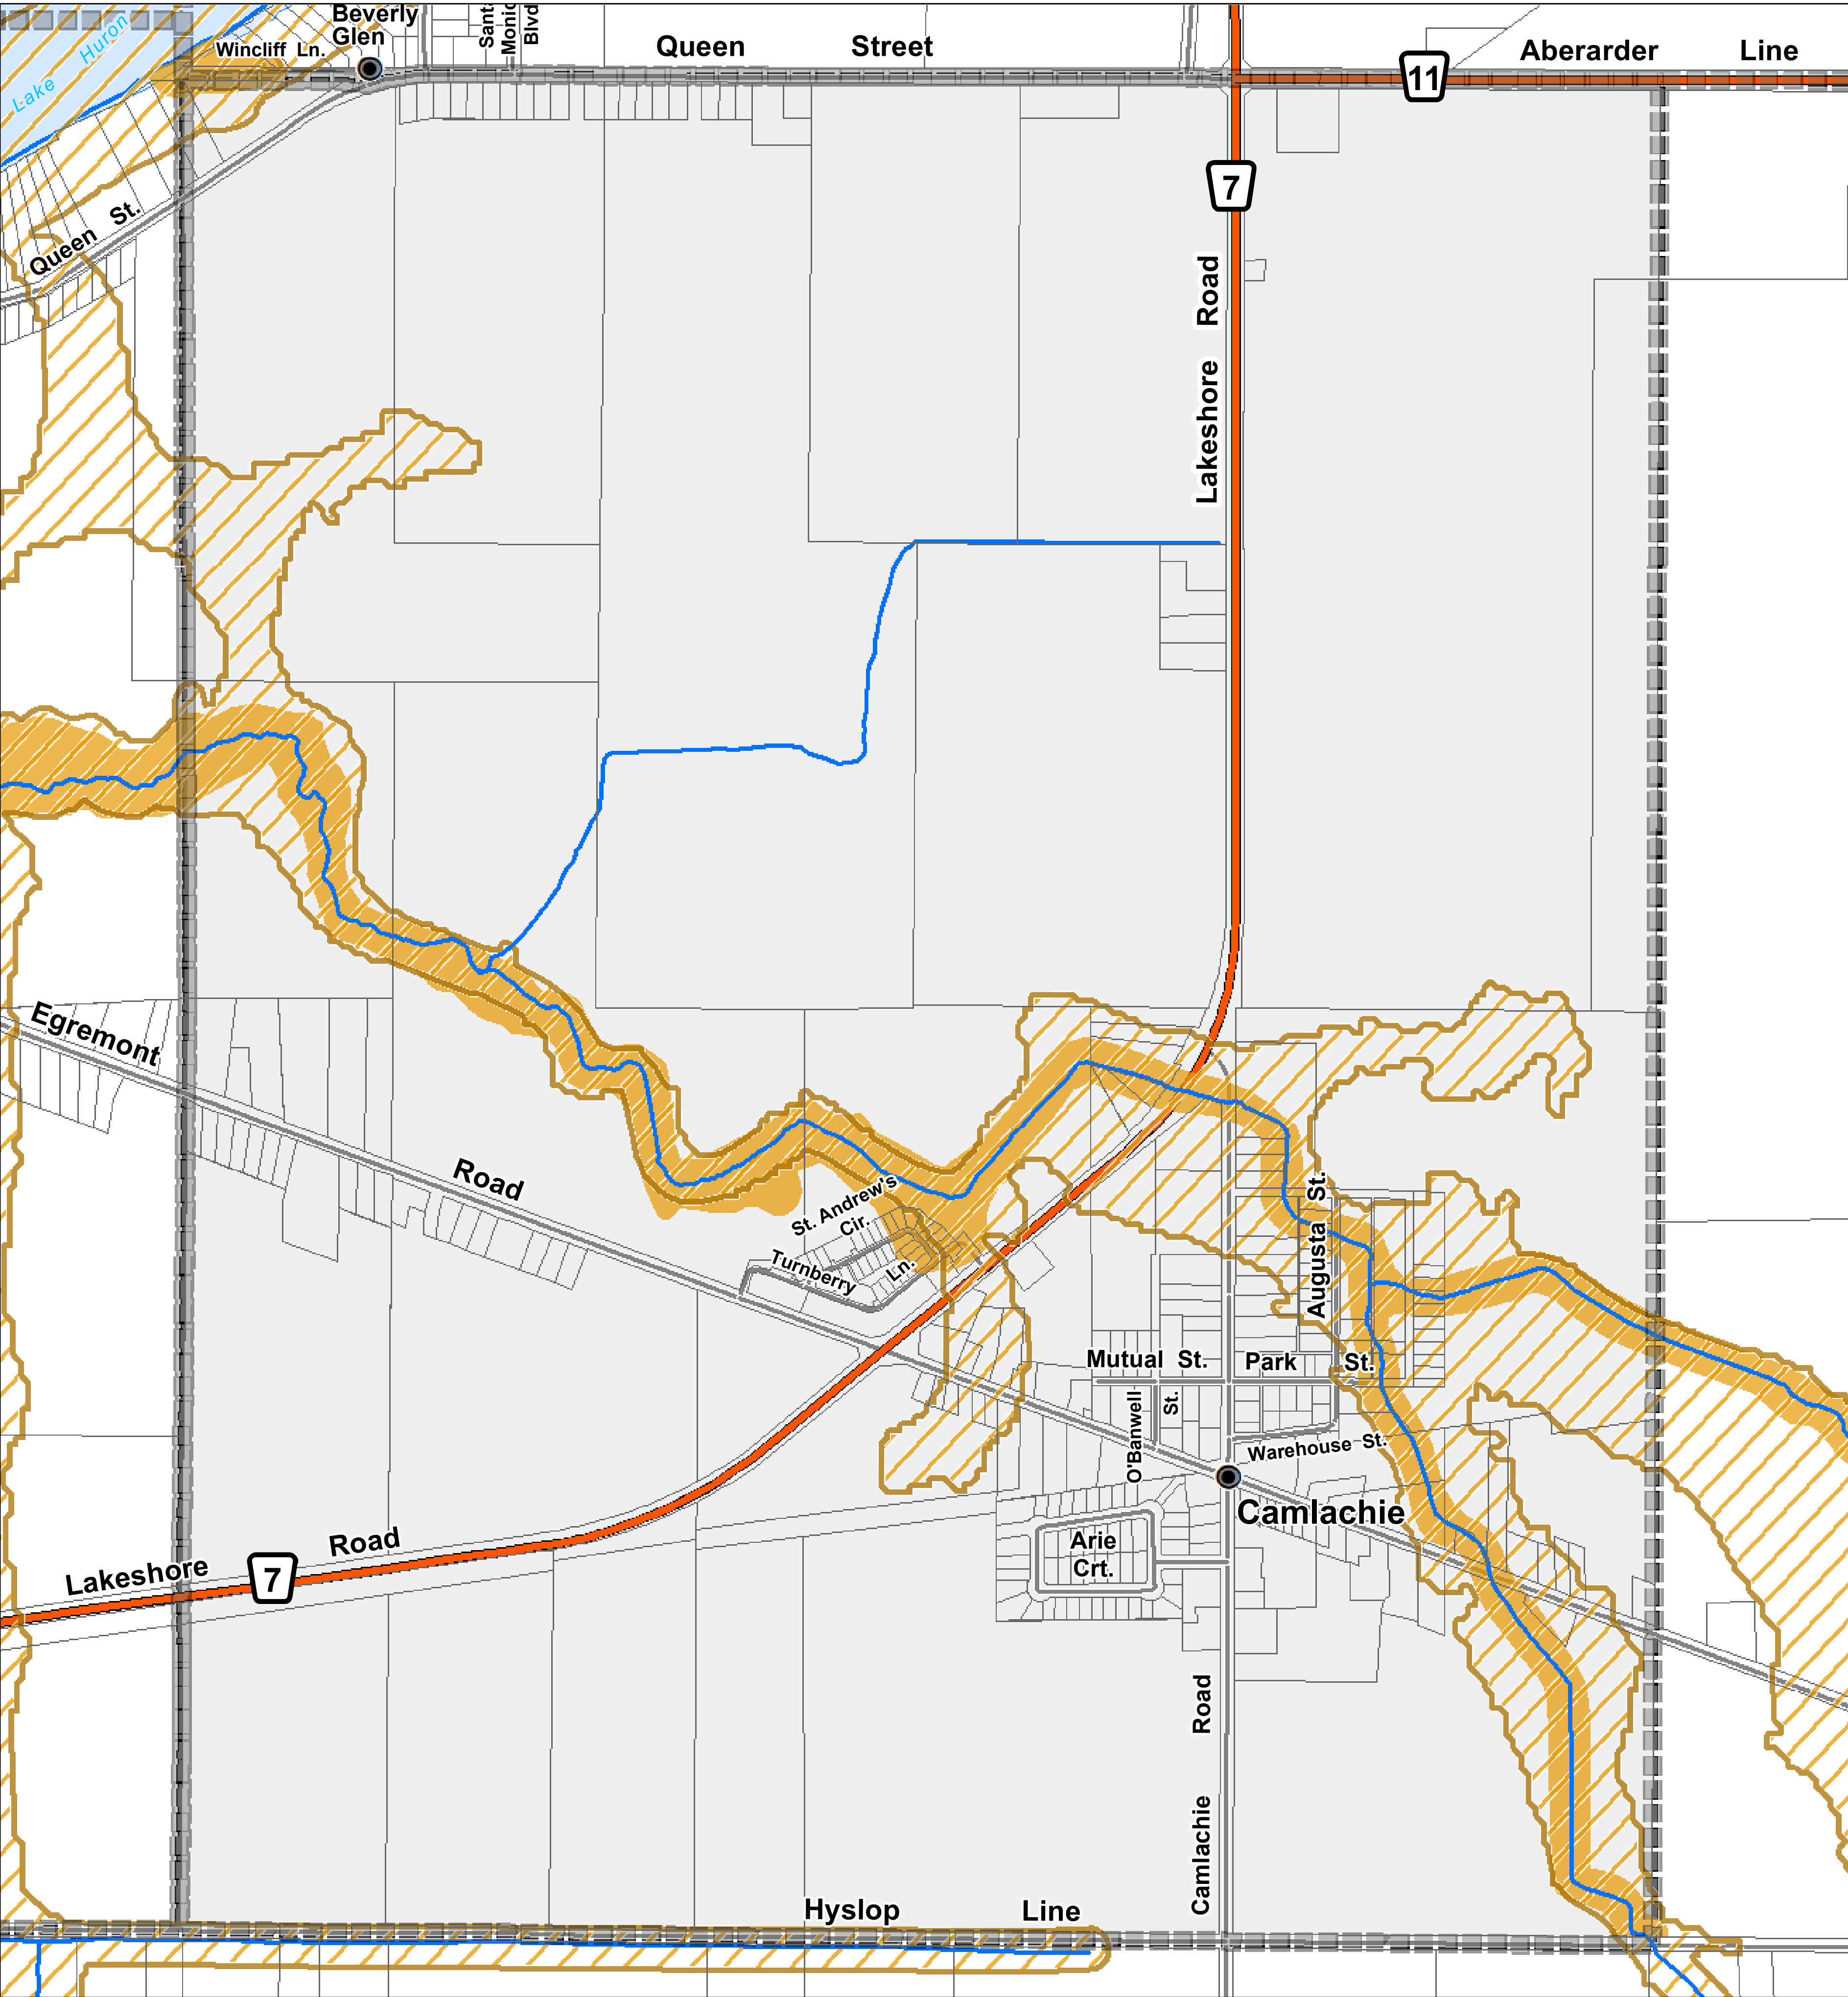 Lake Huron
Wincliff Ln.
Beverly
Glen
Monica
Blvd
Queen Street
11
Aberarder Line
7
Queen St.
Lakeshore Road
Egremont Road
St. Andrew's
Cir.
Turnberry Ln.
Augusta St.
Mutual St.
Park St.
O'Banwell
St.
Warehouse St.
Camlachie
Arie
Crt.
Lakeshore Road
7
Camlachie Road
Hyslop Line